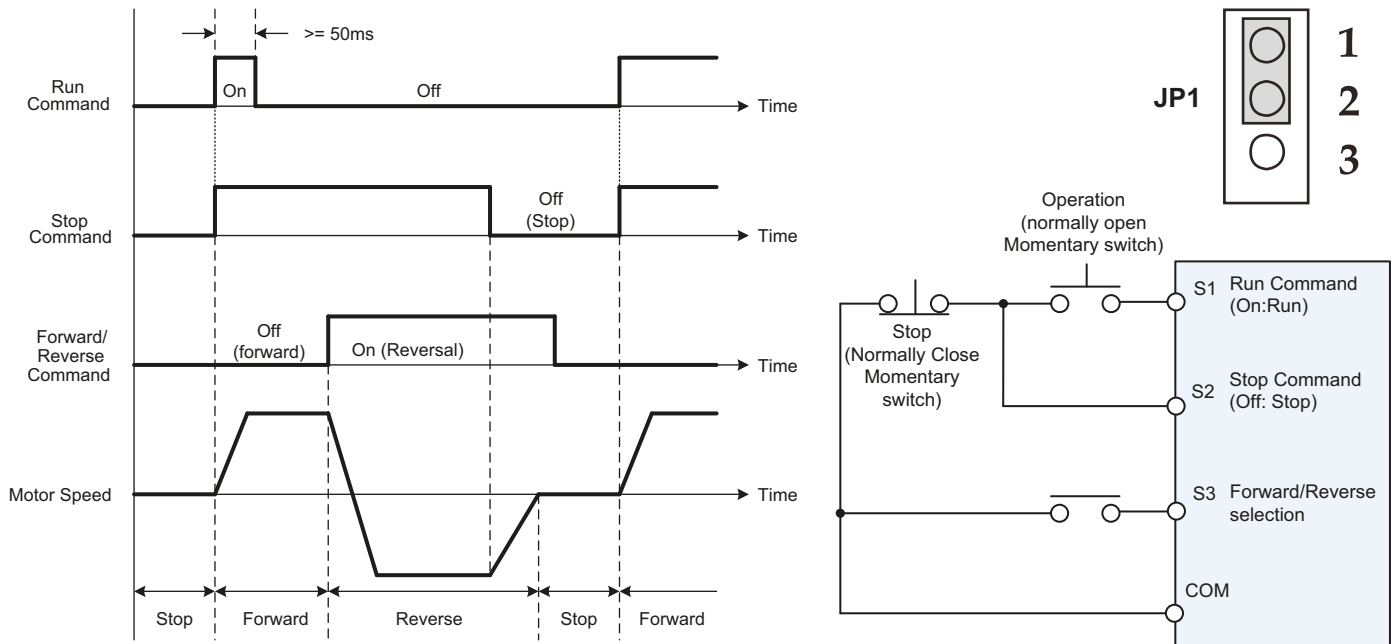 >= 50ms
Run
Command
On
Off
Time
Stop
Command
Off
(Stop)
Time
Forward/
Reverse
Command
Off
(forward)
On (Reversal)
Time
Motor Speed
Time
Stop
Forward
Reverse
Stop
Forward
JP1
1
2
3
Operation
(normally open
Momentary switch)
Stop
(Normally Close
Momentary
switch)
S1 Run Command
(On:Run)
S2 Stop Command
(Off: Stop)
S3 Forward/Reverse
selection
COM